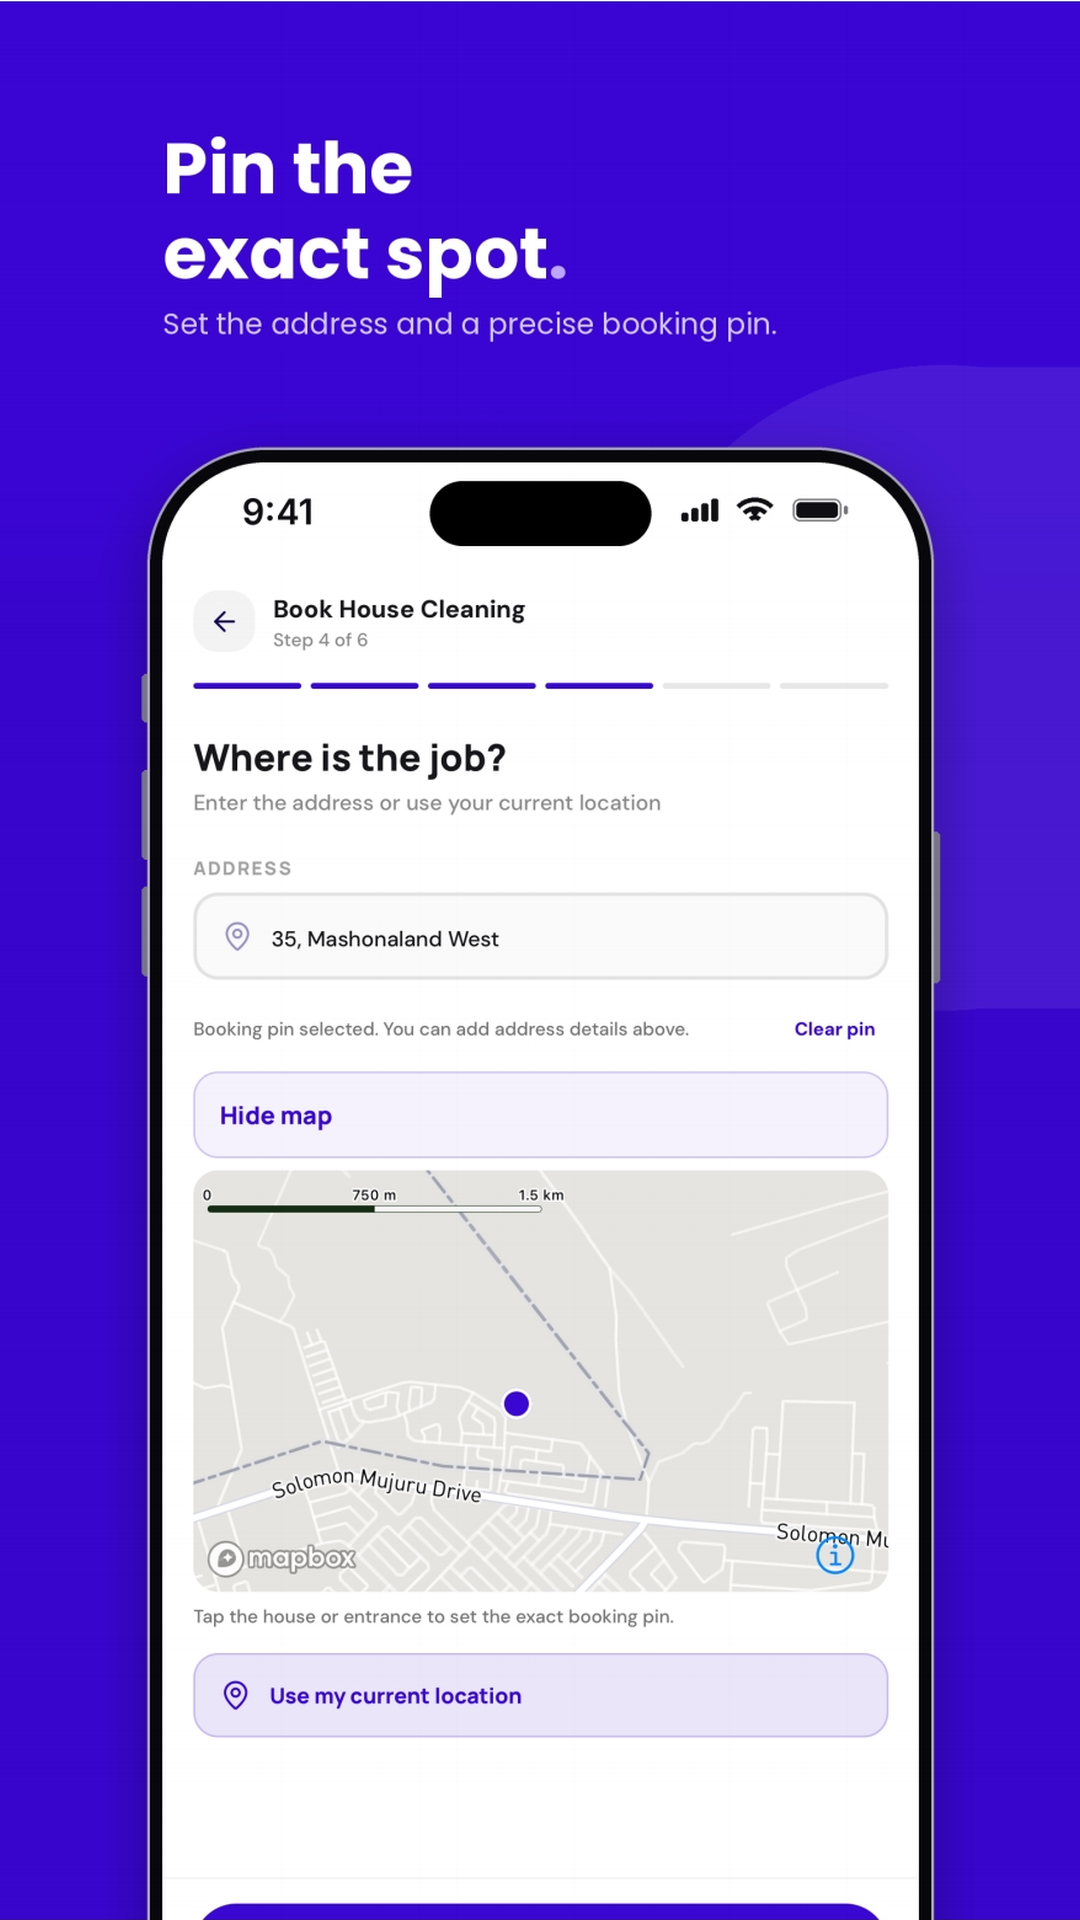 Pin the
exact spot.
Set the address and a precise booking pin.
9:41
Book House Cleaning
Step 4 of 6
Where is the job?
Enter the address or use your current location
ADDRESS
35, Mashonaland West
Booking pin selected. You can add address details above.
Clear pin
Hide map
0 750 m 1.5 km
Solomon Mujuru Drive
Solomon Mu
mapbox
Tap the house or entrance to set the exact booking pin.
Use my current location